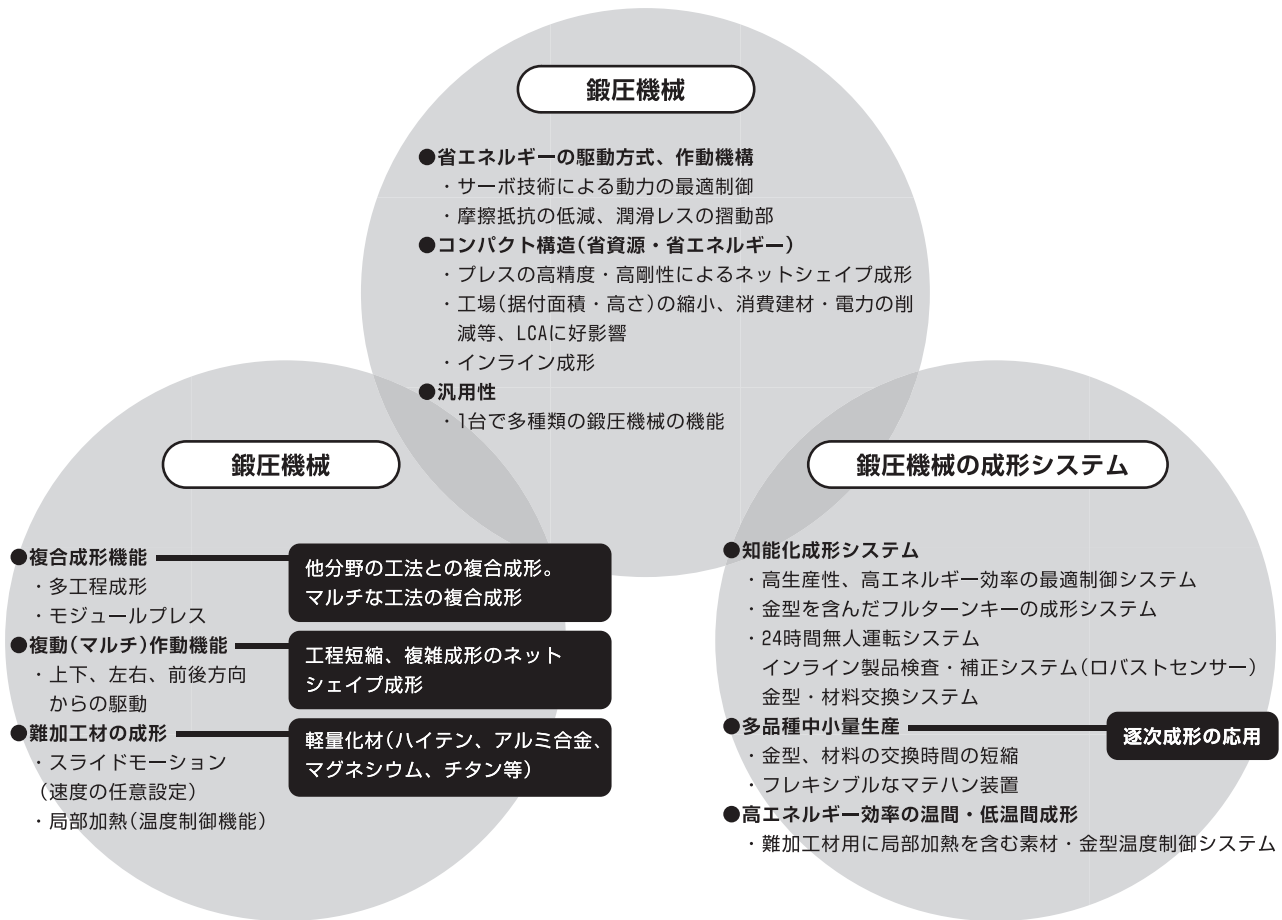 鍛圧機械
●省エネルギーの駆動方式、作動機構
・サーボ技術による動力の最適制御
・摩擦抵抗の低減、潤滑レスの摺動部
●コンパクト構造(省資源・省エネルギー)
・プレスの高精度・高剛性によるネットシェイプ成形
・工場(据付面積・高さ)の縮小、消費建材・電力の削
減等、LCAに好影響
・インライン成形
●汎用性
・1台で多種類の鍛圧機械の機能
鍛圧機械
●複合成形機能
・多工程成形
・モジュールプレス
●複動(マルチ)作動機能
・上下、左右、前後方向
からの駆動
●難加工材の成形
・スライドモーション
(速度の任意設定)
・局部加熱(温度制御機能)
他分野の工法との複合成形。
マルチな工法の複合成形
工程短縮、複雑成形のネット
シェイプ成形
軽量化材(ハイテン、アルミ合金、
マグネシウム、チタン等)
鍛圧機械の成形システム
●知能化成形システム
・高生産性、高エネルギー効率の最適制御システム
・金型を含んだフルターンキーの成形システム
・24時間無人運転システム
インライン製品検査・補正システム(ロバストセンサー)
金型・材料交換システム
●多品種中小量生産
・金型、材料の交換時間の短縮
・フレキシブルなマテハン装置
●高エネルギー効率の温間・低温間成形
・難加工材用に局部加熱を含む素材・金型温度制御システム
逐次成形の応用